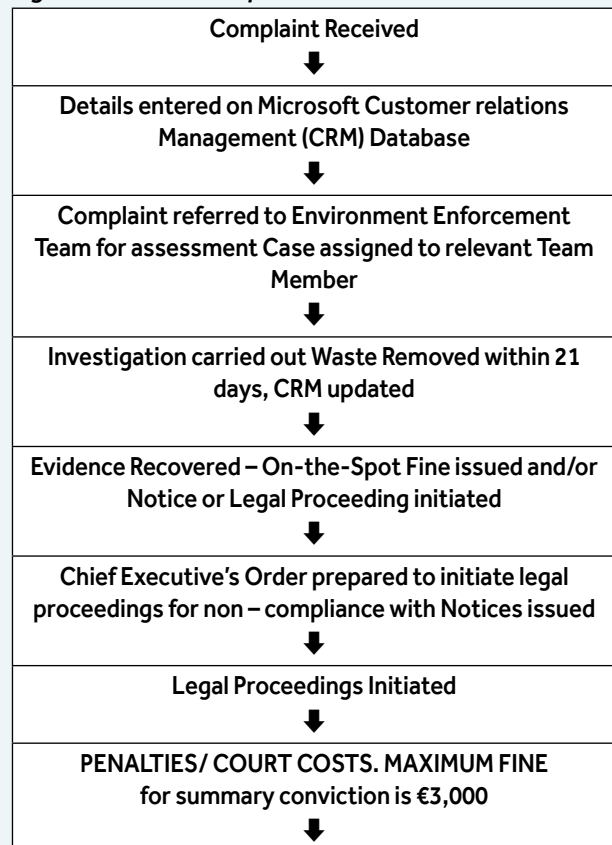 Complaint Received
Details entered on Microsoft Customer relations
Management (CRM) Database
Complaint referred to Environment Enforcement
Team for assessment Case assigned to relevant Team
Member
Investigation carried out Waste Removed within 21
days, CRM updated
Evidence Recovered – On-the-Spot Fine issued and/or
Notice or Legal Proceeding initiated
Chief Executive's Order prepared to initiate legal
proceedings for non – compliance with Notices issued
Legal Proceedings Initiated
PENALTIES/ COURT COSTS. MAXIMUM FINE
for summary conviction is €3,000